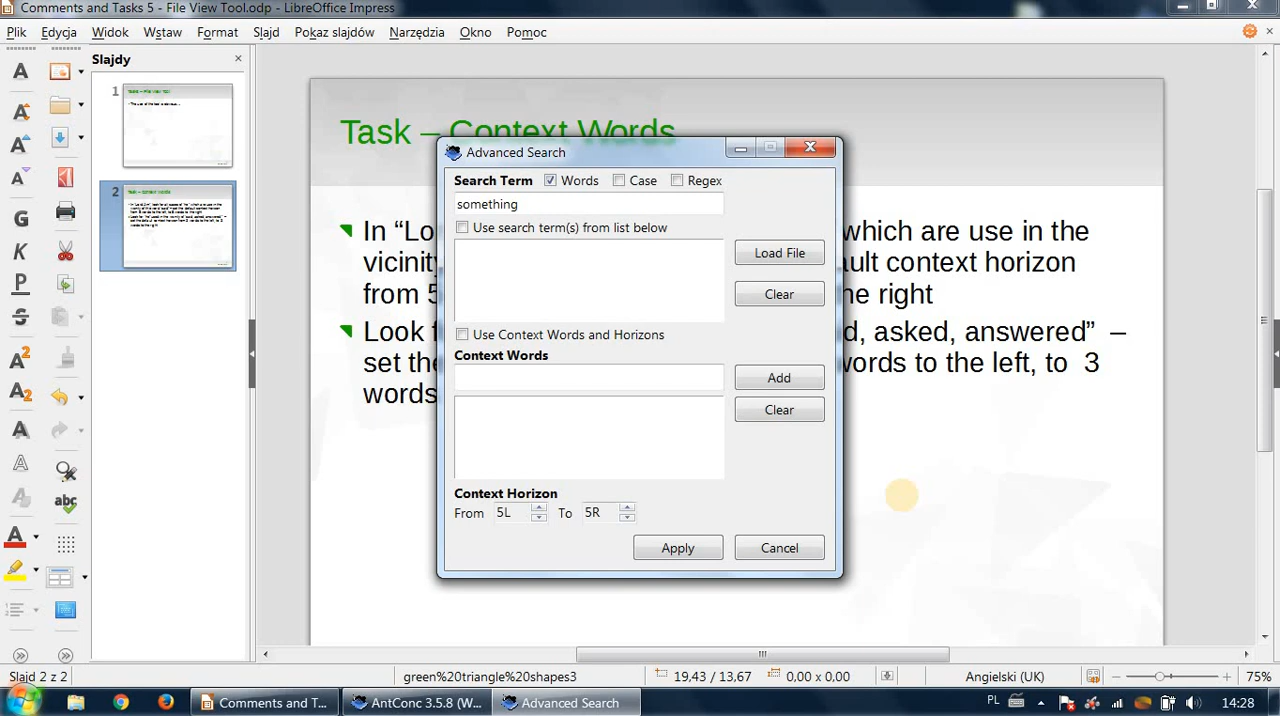 Comments and Tasks 5 - File View Tool.odp - LibreOffice Impress
Plik Edycja Widok Wstaw Format Slajd Pokaz slajdów Narzędzia Okno Pomoc
Slajdy
1
2
Task – Context Words
In “Lo which are use in the
vicinity ault context horizon
from 5 he right
Look f d, asked, answered” –
set the words to the left, to 3
words
Advanced Search
Search Term Words Case Regex
something
Use search term(s) from list below
Load File
Clear
Use Context Words and Horizons
Context Words
Add
Clear
Context Horizon
From 5L To 5R
Apply Cancel
Slajd 2 z 2 green%20triangle%20shapes3 19,43 / 13,67 0,00 x 0,00 Angielski (UK) 75%
Comments and T... AntConc 3.5.8 (W... Advanced Search PL 14:28